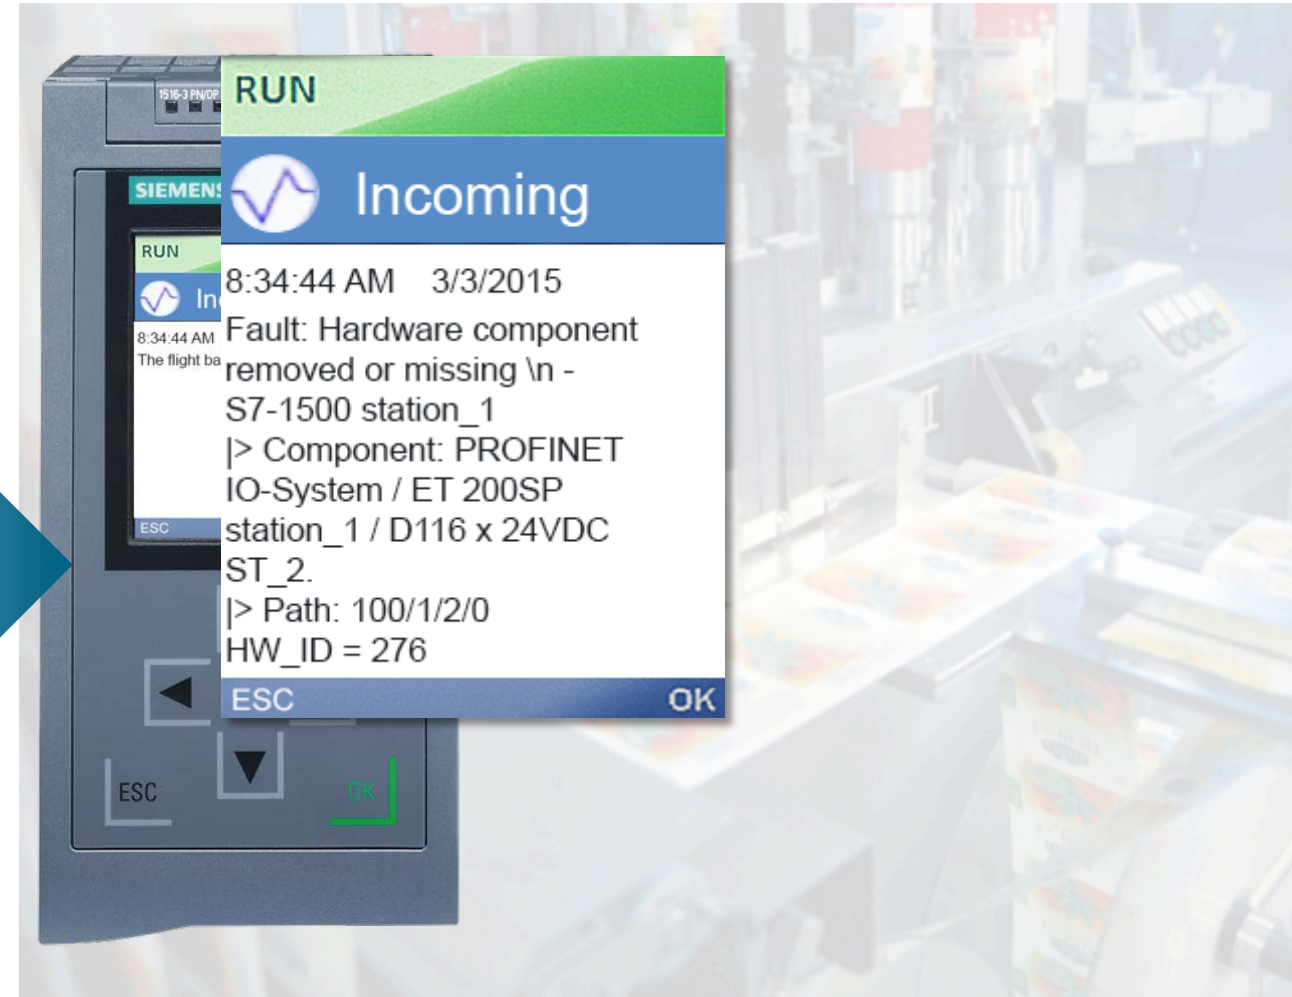 1516-3 PN/DP
SIEMENS
RUN
In
8:34:44 AM
The flight ba
ESC
RUN
Incoming
8:34:44 AM 3/3/2015
Fault: Hardware component
removed or missing \n -
S7-1500 station_1
|> Component: PROFINET
IO-System / ET 200SP
station_1 / D116 x 24VDC
ST_2.
|> Path: 100/1/2/0
HW_ID = 276
ESC OK
ESC
OK